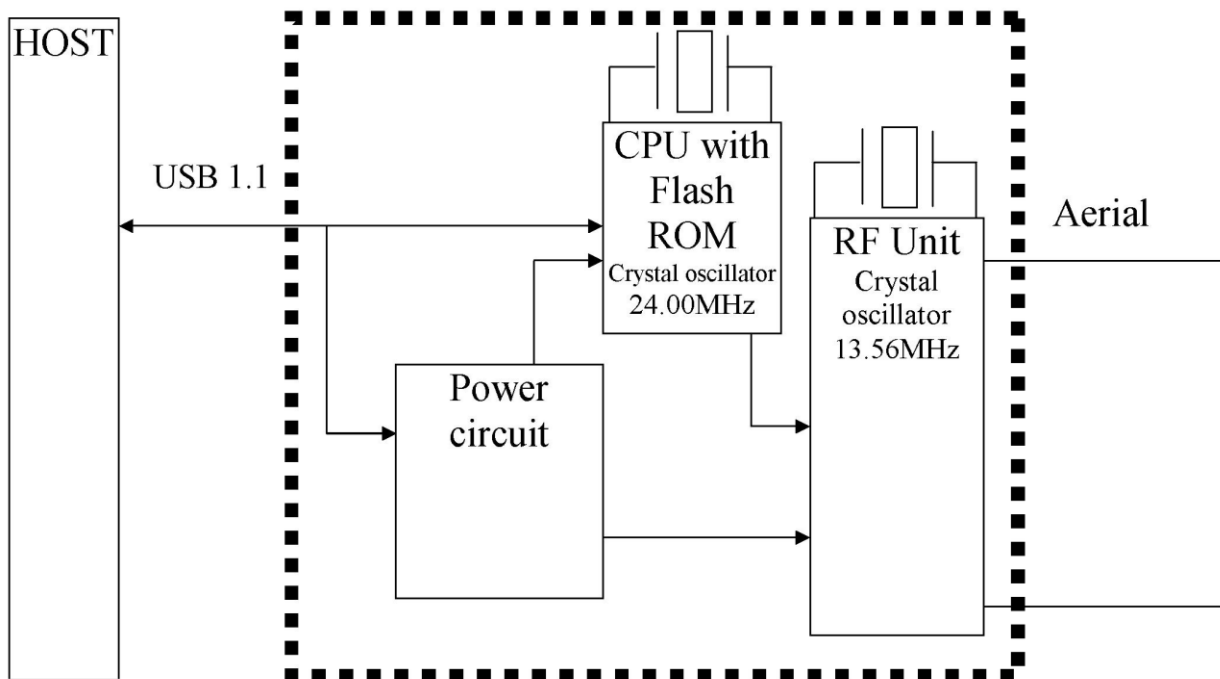 HOST
USB 1.1
CPU with
Flash
ROM
Crystal oscillator
24.00MHz
RF Unit
Crystal
oscillator
13.56MHz
Aerial
Power
circuit